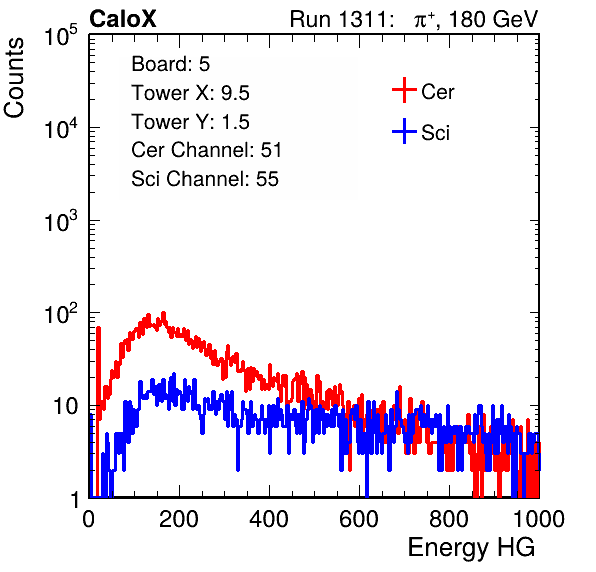 CaloX Run 1311: π⁺, 180 GeV
Counts
Board: 5
Tower X: 9.5
Tower Y: 1.5
Cer Channel: 51
Sci Channel: 55
Cer
Sci
10⁵
10⁴
10³
10²
10
1
0 200 400 600 800 1000
Energy HG